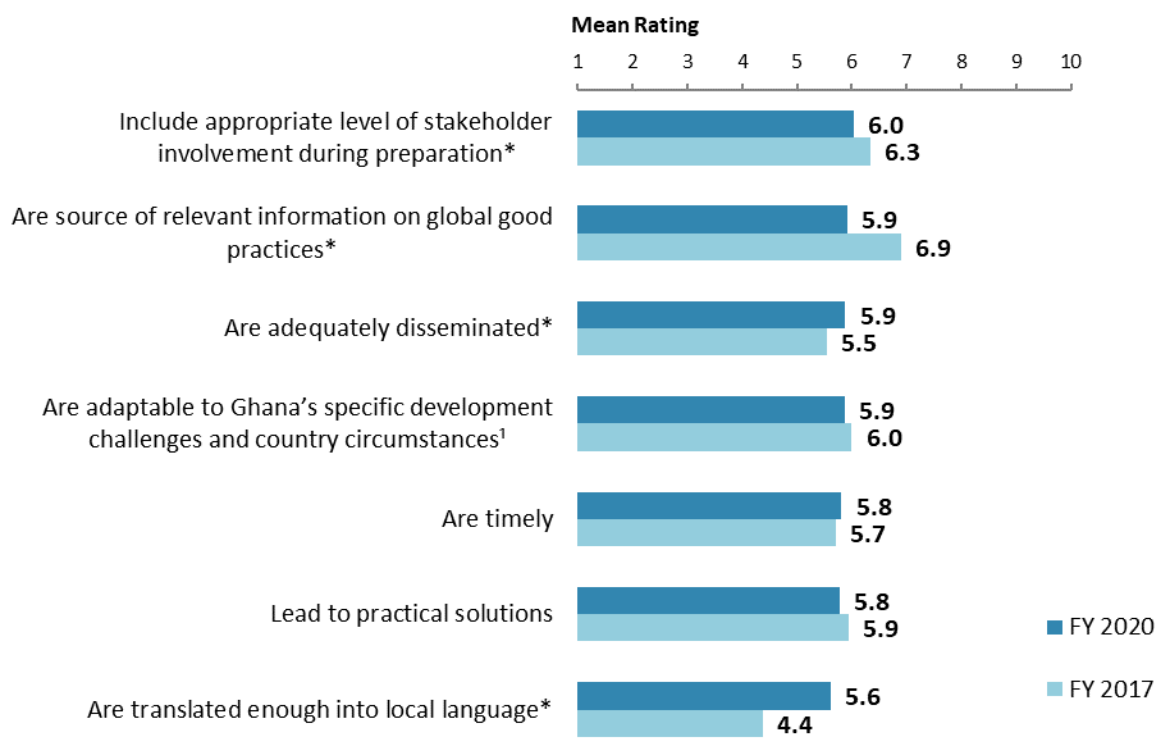 Mean Rating
1 2 3 4 5 6 7 8 9 10
Include appropriate level of stakeholder
involvement during preparation*
6.0
6.3
Are source of relevant information on global good
practices*
5.9
6.9
Are adequately disseminated*
5.9
5.5
Are adaptable to Ghana’s specific development
challenges and country circumstances¹
5.9
6.0
Are timely
5.8
5.7
Lead to practical solutions
5.8
5.9
Are translated enough into local language*
5.6
4.4
FY 2020
FY 2017